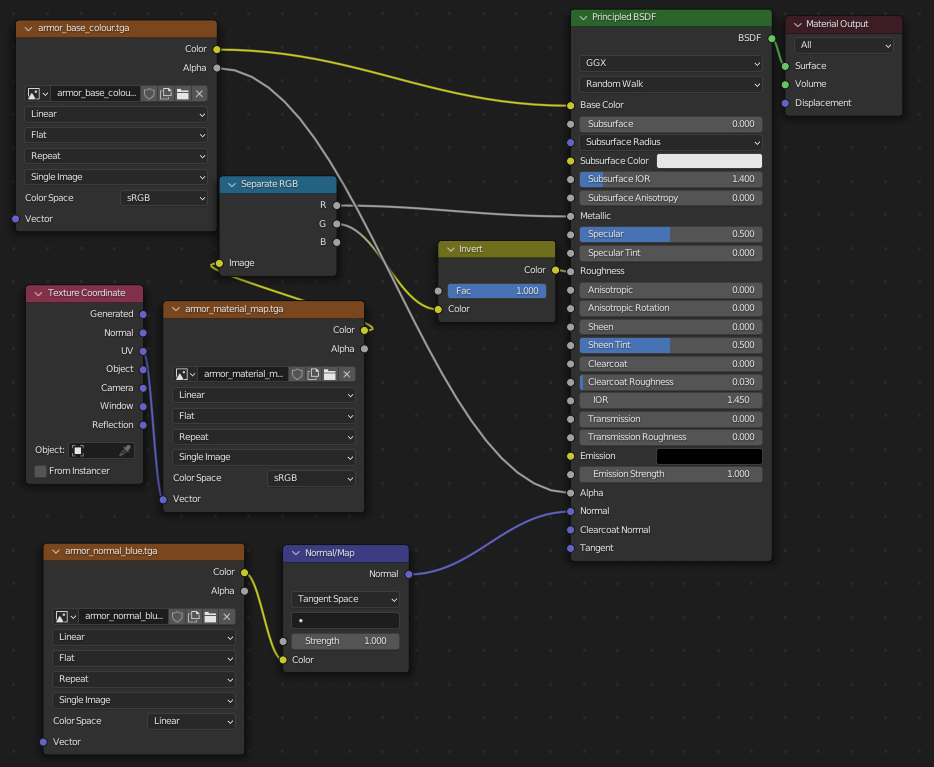 armor_base_colour.tga
Color
Alpha
armor_base_colou...
Linear
Flat
Repeat
Single Image
Color Space sRGB
Vector
Separate RGB
R
G
B
Image
Texture Coordinate
Generated
Normal
UV
Object
Camera
Window
Reflection
Object:
From Instancer
armor_material_map.tga
Color
Alpha
armor_material_m...
Linear
Flat
Repeat
Single Image
Color Space sRGB
Vector
armor_normal_blue.tga
Color
Alpha
armor_normal_blu...
Linear
Flat
Repeat
Single Image
Color Space Linear
Vector
Normal/Map
Normal
Tangent Space
Strength 1.000
Color
Invert
Color
Fac 1.000
Color
Principled BSDF
BSDF
GGX
Random Walk
Base Color
Subsurface 0.000
Subsurface Radius
Subsurface Color
Subsurface IOR 1.400
Subsurface Anisotropy 0.000
Metallic
Specular 0.500
Specular Tint 0.000
Roughness
Anisotropic 0.000
Anisotropic Rotation 0.000
Sheen 0.000
Sheen Tint 0.500
Clearcoat 0.000
Clearcoat Roughness 0.030
IOR 1.450
Transmission 0.000
Transmission Roughness 0.000
Emission
Emission Strength 1.000
Alpha
Normal
Clearcoat Normal
Tangent
Material Output
All
Surface
Volume
Displacement